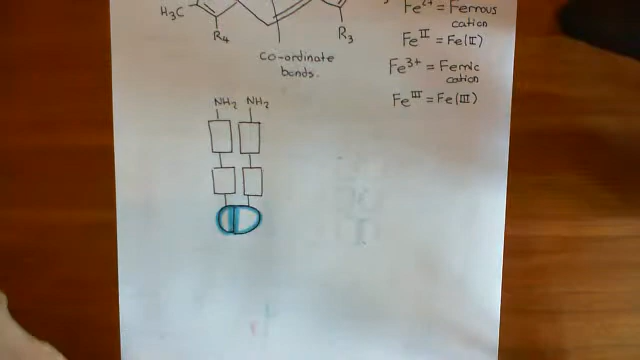 H₃C
R₄
R₃
co-ordinate
bonds.
Fe²⁺ = Ferrous
cation
Feᴵᴵ = Fe(II)
Fe³⁺ = Ferric
cation
Feᴵᴵᴵ = Fe(III)
NH₂ NH₂